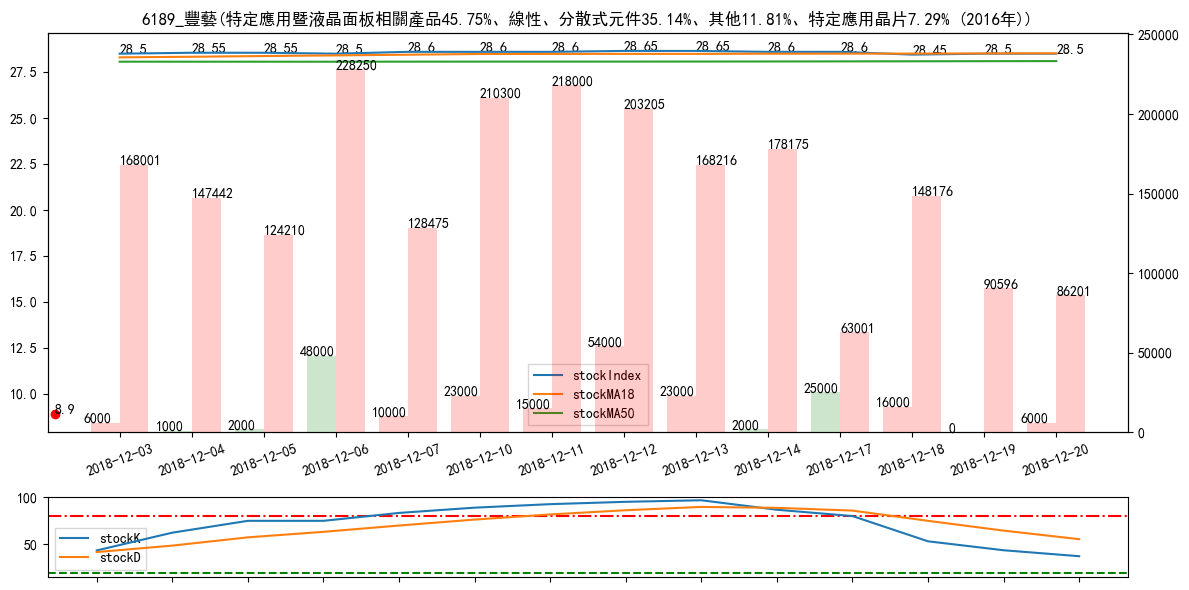 6189_豐藝(特定應用暨液晶面板相關產品45.75%、線性、分散式元件35.14%、其他11.81%、特定應用晶片7.29% (2016年))
28.5 28.55 28.55 28.5 28.6 28.6 28.6 28.65 28.65 28.6 28.6 28.45 28.5 28.5
27.5
25.0
22.5
20.0
17.5
15.0
12.5
10.0
250000
200000
150000
100000
50000
0
168001 147442 124210 228250 128475 210300 218000 203205 168216 178175 63001 148176 90596 86201
8.9
6000 1000 2000 48000 10000 23000 15000 54000 23000 2000 25000 16000 0 6000
stockIndex
stockMA18
stockMA50
2018-12-03 2018-12-04 2018-12-05 2018-12-06 2018-12-07 2018-12-10 2018-12-11 2018-12-12 2018-12-13 2018-12-14 2018-12-17 2018-12-18 2018-12-19 2018-12-20
100
50
stockK
stockD